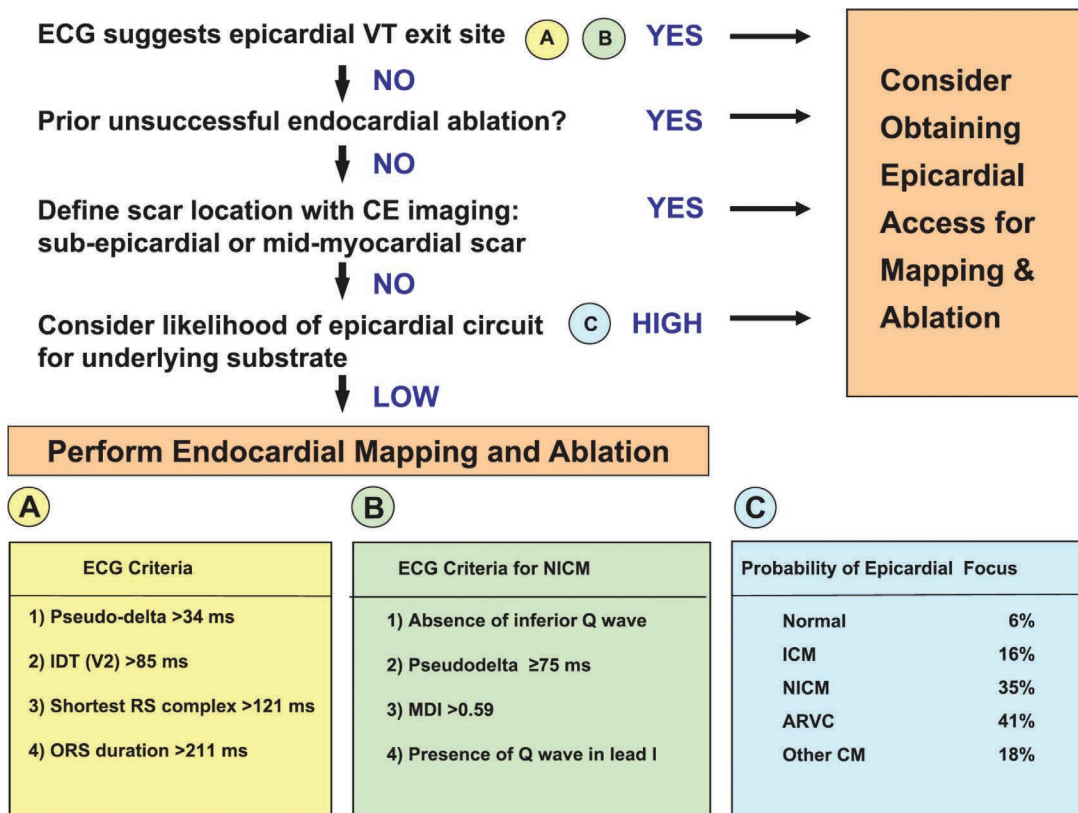 ECG suggests epicardial VT exit site A B YES
NO
Prior unsuccessful endocardial ablation? YES
NO
Define scar location with CE imaging: YES
sub-epicardial or mid-myocardial scar
NO
Consider likelihood of epicardial circuit C HIGH
for underlying substrate
LOW
Consider
Obtaining
Epicardial
Access for
Mapping &
Ablation
Perform Endocardial Mapping and Ablation
A
ECG Criteria
1) Pseudo-delta >34 ms
2) IDT (V2) >85 ms
3) Shortest RS complex >121 ms
4) ORS duration >211 ms
B
ECG Criteria for NICM
1) Absence of inferior Q wave
2) Pseudodelta ≥75 ms
3) MDI >0.59
4) Presence of Q wave in lead I
C
Probability of Epicardial Focus
Normal 6%
ICM 16%
NICM 35%
ARVC 41%
Other CM 18%